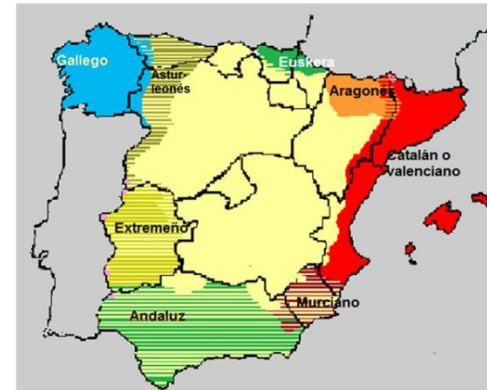 Gallego
Astur-
leonés
Euskera
Aragonés
Catalán o
valenciano
Extremeño
Murciano
Andaluz